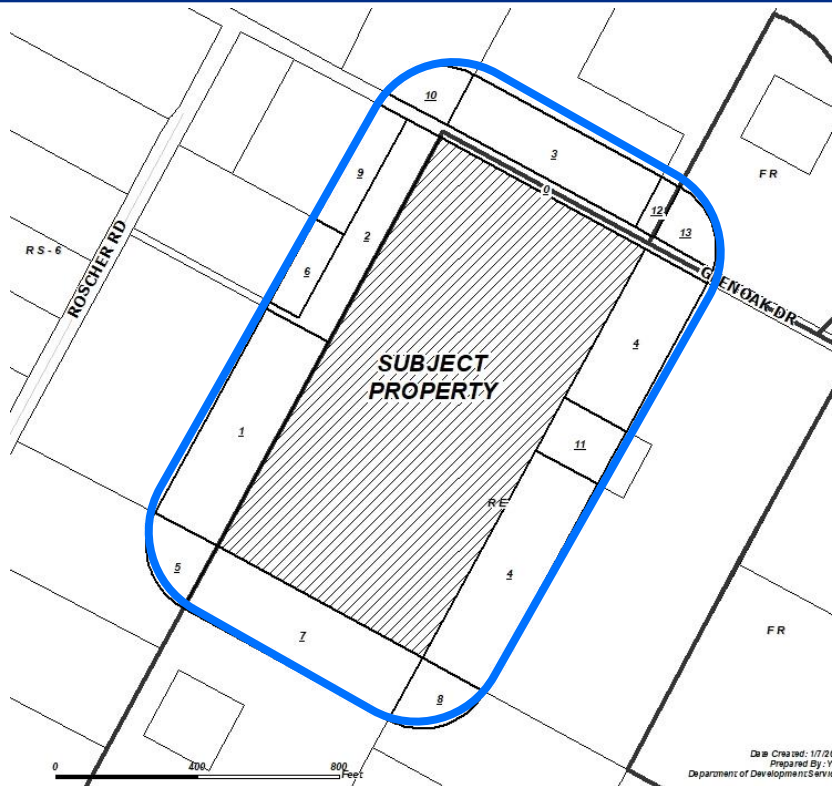 10
3
FR
9
0
12
13
2
RS-6
ROSCHER RD
6
GLENOAK DR
4
SUBJECT
PROPERTY
1
11
RE
4
5
7
FR
8
0 400 800
Feet
Date Created: 1/7/20
Prepared By: Y
Department of Development Servic